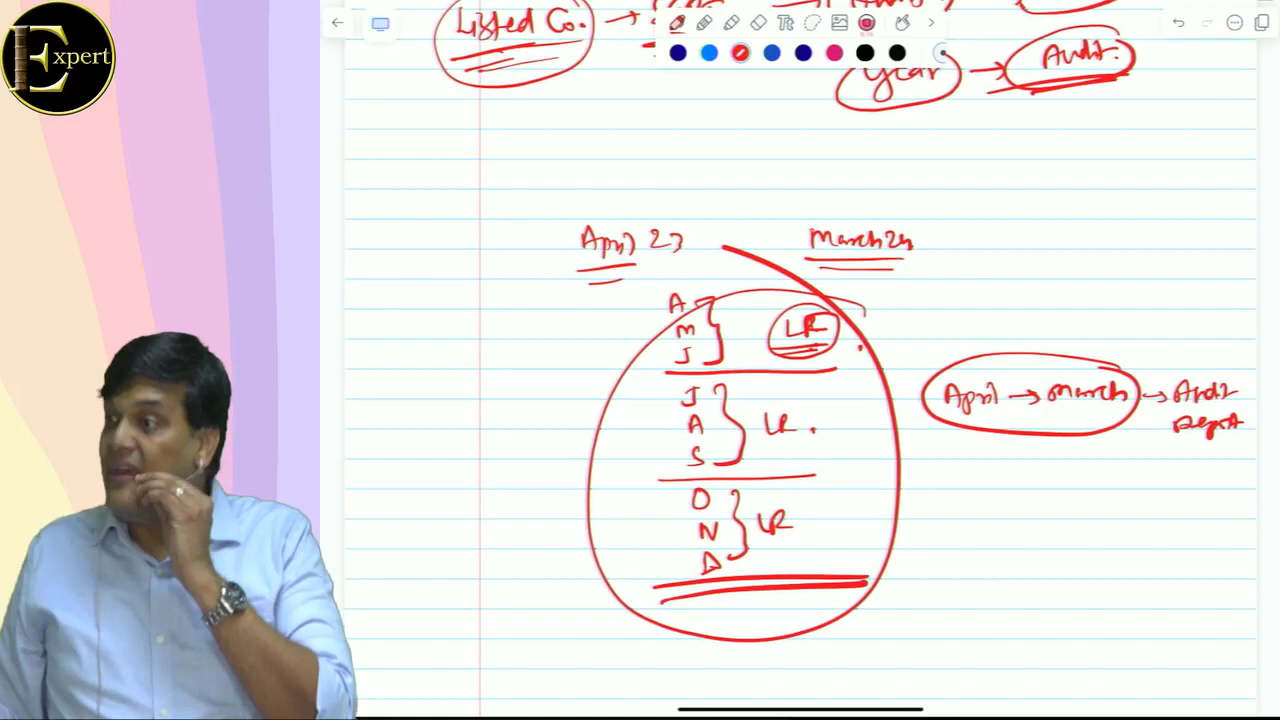 Expert
Listed Co. →
Year → Audit.
April 23 March 24
A
M
J
LR
J
A
S
LR.
O
N
D
LR
April → March → Audit
Report